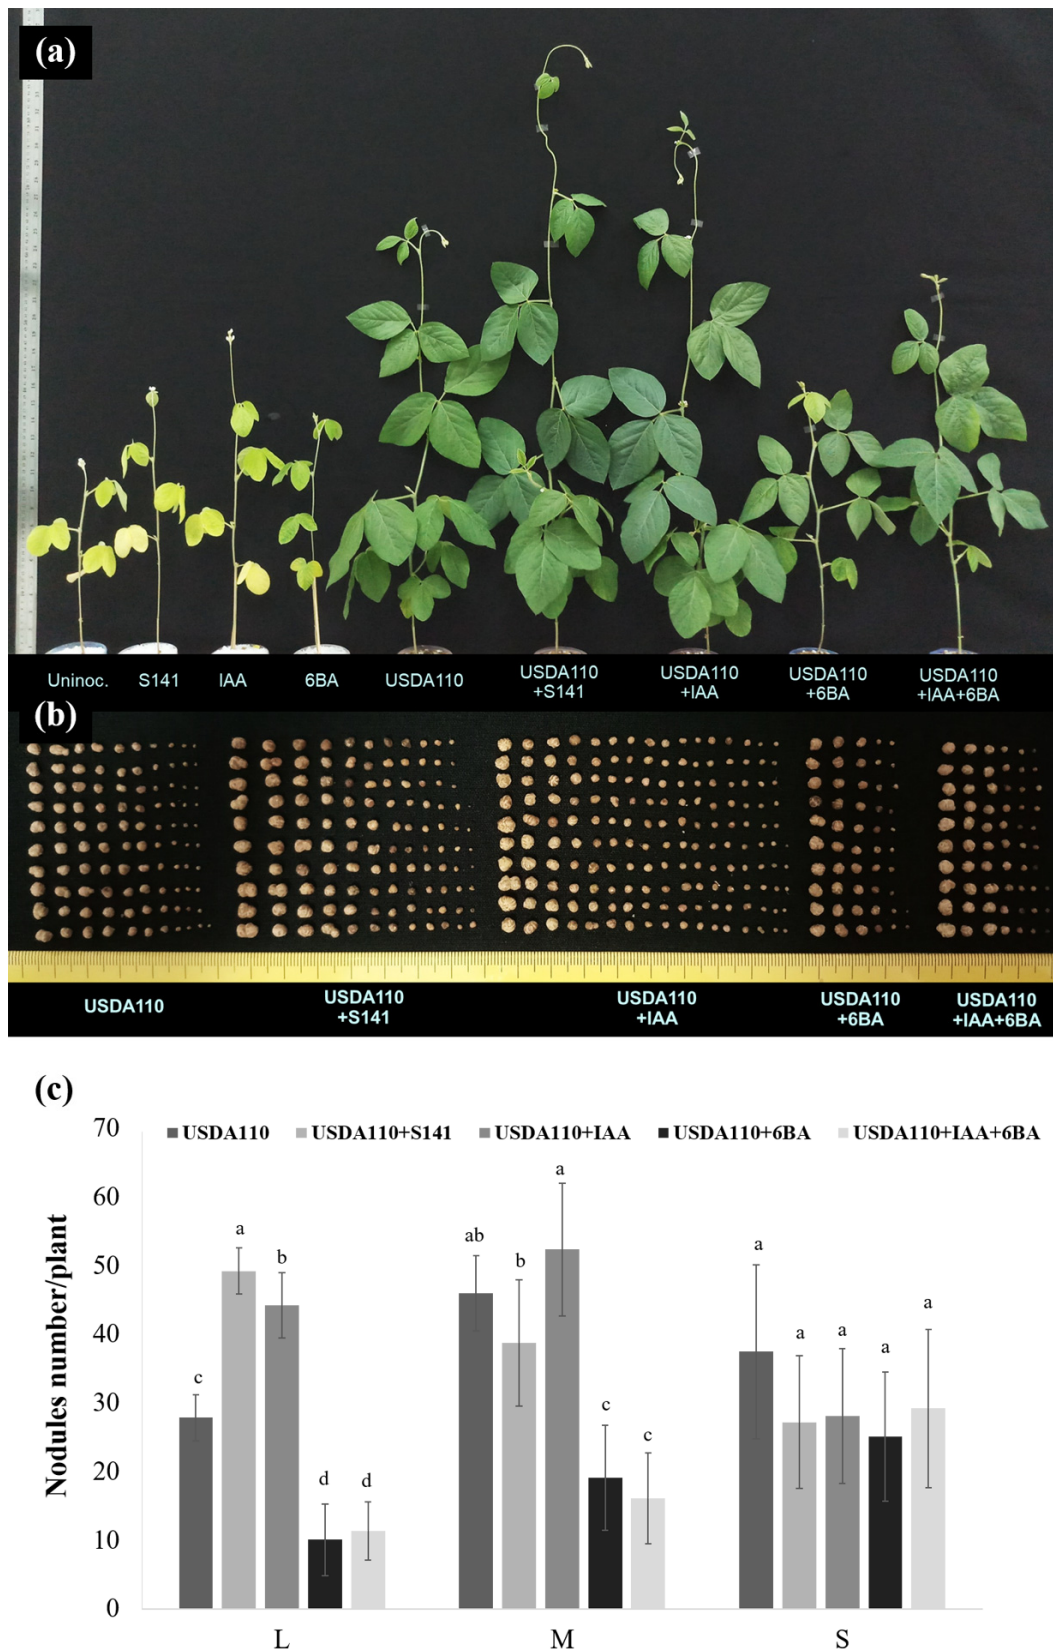 (a)
Uninoc. S141 IAA 6BA USDA110 USDA110 +S141 USDA110 +IAA USDA110 +6BA USDA110 +IAA+6BA
(b)
USDA110 USDA110 +S141 USDA110 +IAA USDA110 +6BA USDA110 +IAA+6BA
(c)
70
USDA110 USDA110+S141 USDA110+IAA USDA110+6BA USDA110+IAA+6BA
60
50
40
30
20
10
0
Nodules number/plant
c a b d d
ab b a c c
a a a a a
L M S